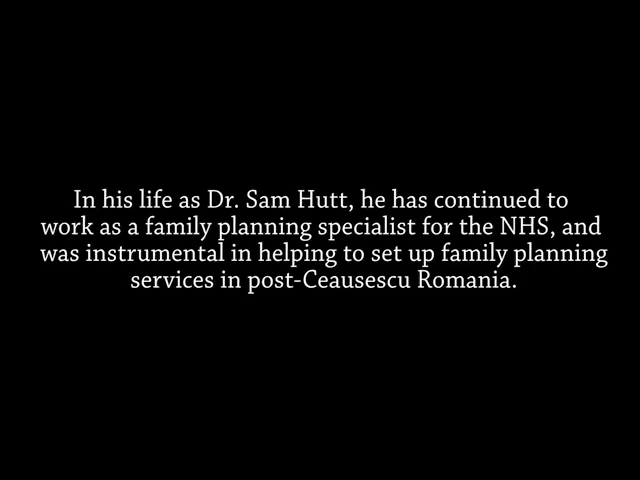 In his life as Dr. Sam Hutt, he has continued to
work as a family planning specialist for the NHS, and
was instrumental in helping to set up family planning
services in post-Ceausescu Romania.